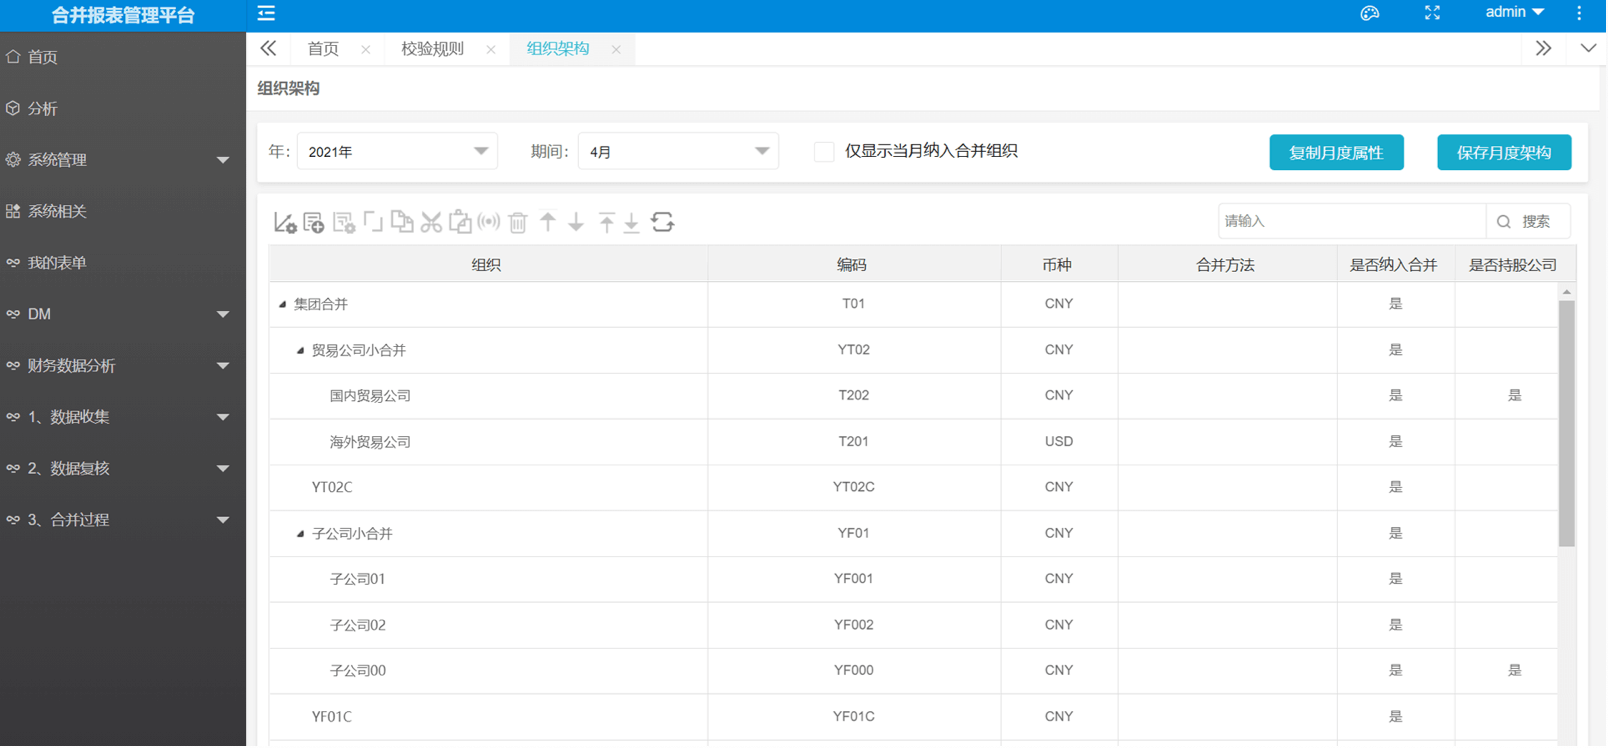 合并报表管理平台
admin
首页
分析
系统管理
系统相关
我的表单
DM
财务数据分析
1、数据收集
2、数据复核
3、合并过程
首页 校验规则 组织架构
组织架构
年: 2021年 期间: 4月 仅显示当月纳入合并组织 复制月度属性 保存月度架构
请输入 搜索
组织 编码 币种 合并方法 是否纳入合并 是否持股公司
集团合并 T01 CNY 是
贸易公司小合并 YT02 CNY 是
国内贸易公司 T202 CNY 是 是
海外贸易公司 T201 USD 是
YT02C YT02C CNY 是
子公司小合并 YF01 CNY 是
子公司01 YF001 CNY 是
子公司02 YF002 CNY 是
子公司00 YF000 CNY 是 是
YF01C YF01C CNY 是